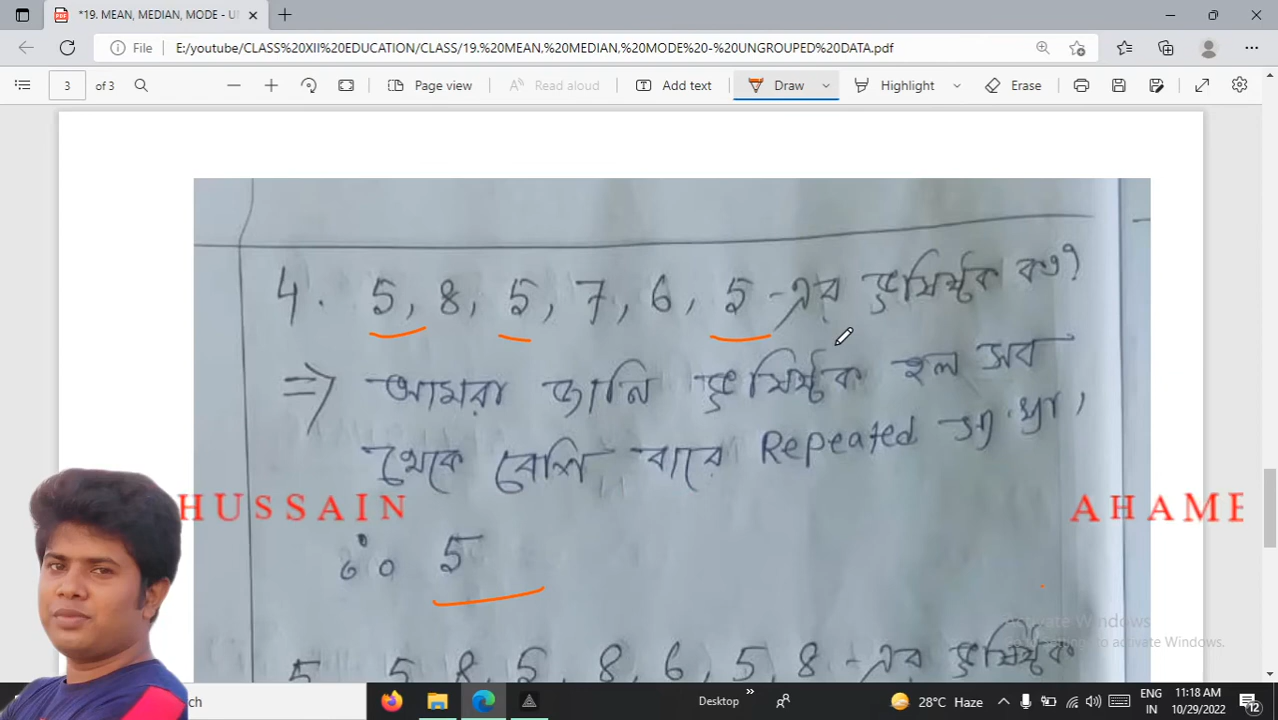 *19. MEAN, MEDIAN, MODE - UN
File E:/youtube/CLASS%20XII%20EDUCATION/CLASS/19.%20MEAN.%20MEDIAN,%20MODE%20-%20UNGROUPED%20DATA.pdf
3 of 3 Page view Read aloud Add text Draw Highlight Erase
4. 5, 8, 5, 7, 6, 5 -এর ভূমিষ্ঠক কত?
⇒ আমরা জানি ভূমিষ্ঠক হল সব
থেকে বেশি বারে Repeated সংখ্যা,
HUSSAIN AHAME
∴ 5
Activate Windows
to activate Windows.
5. 5, 8, 5, 8, 6, 5, 8 -এর ভূমিষ্ঠক
Desktop 28°C Haze ENG 11:18 AM
IN 10/29/2022 12